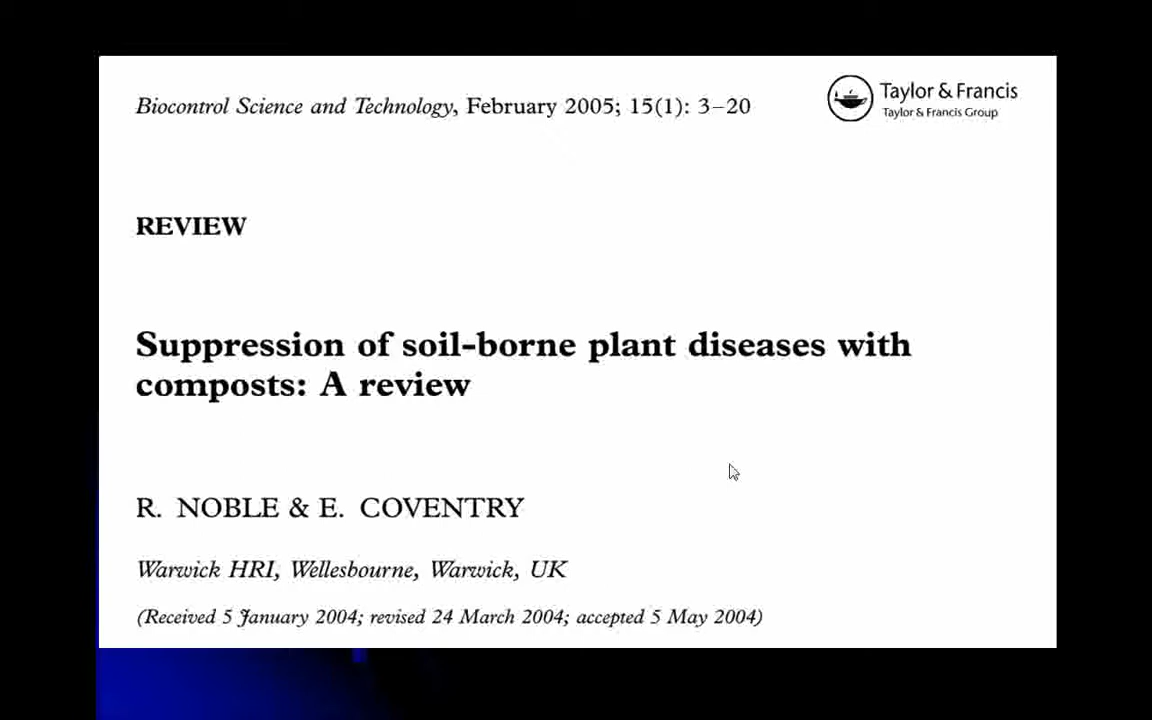 Biocontrol Science and Technology, February 2005; 15(1): 3–20
Taylor & Francis
Taylor & Francis Group
REVIEW
Suppression of soil-borne plant diseases with
composts: A review
R. NOBLE & E. COVENTRY
Warwick HRI, Wellesbourne, Warwick, UK
(Received 5 January 2004; revised 24 March 2004; accepted 5 May 2004)